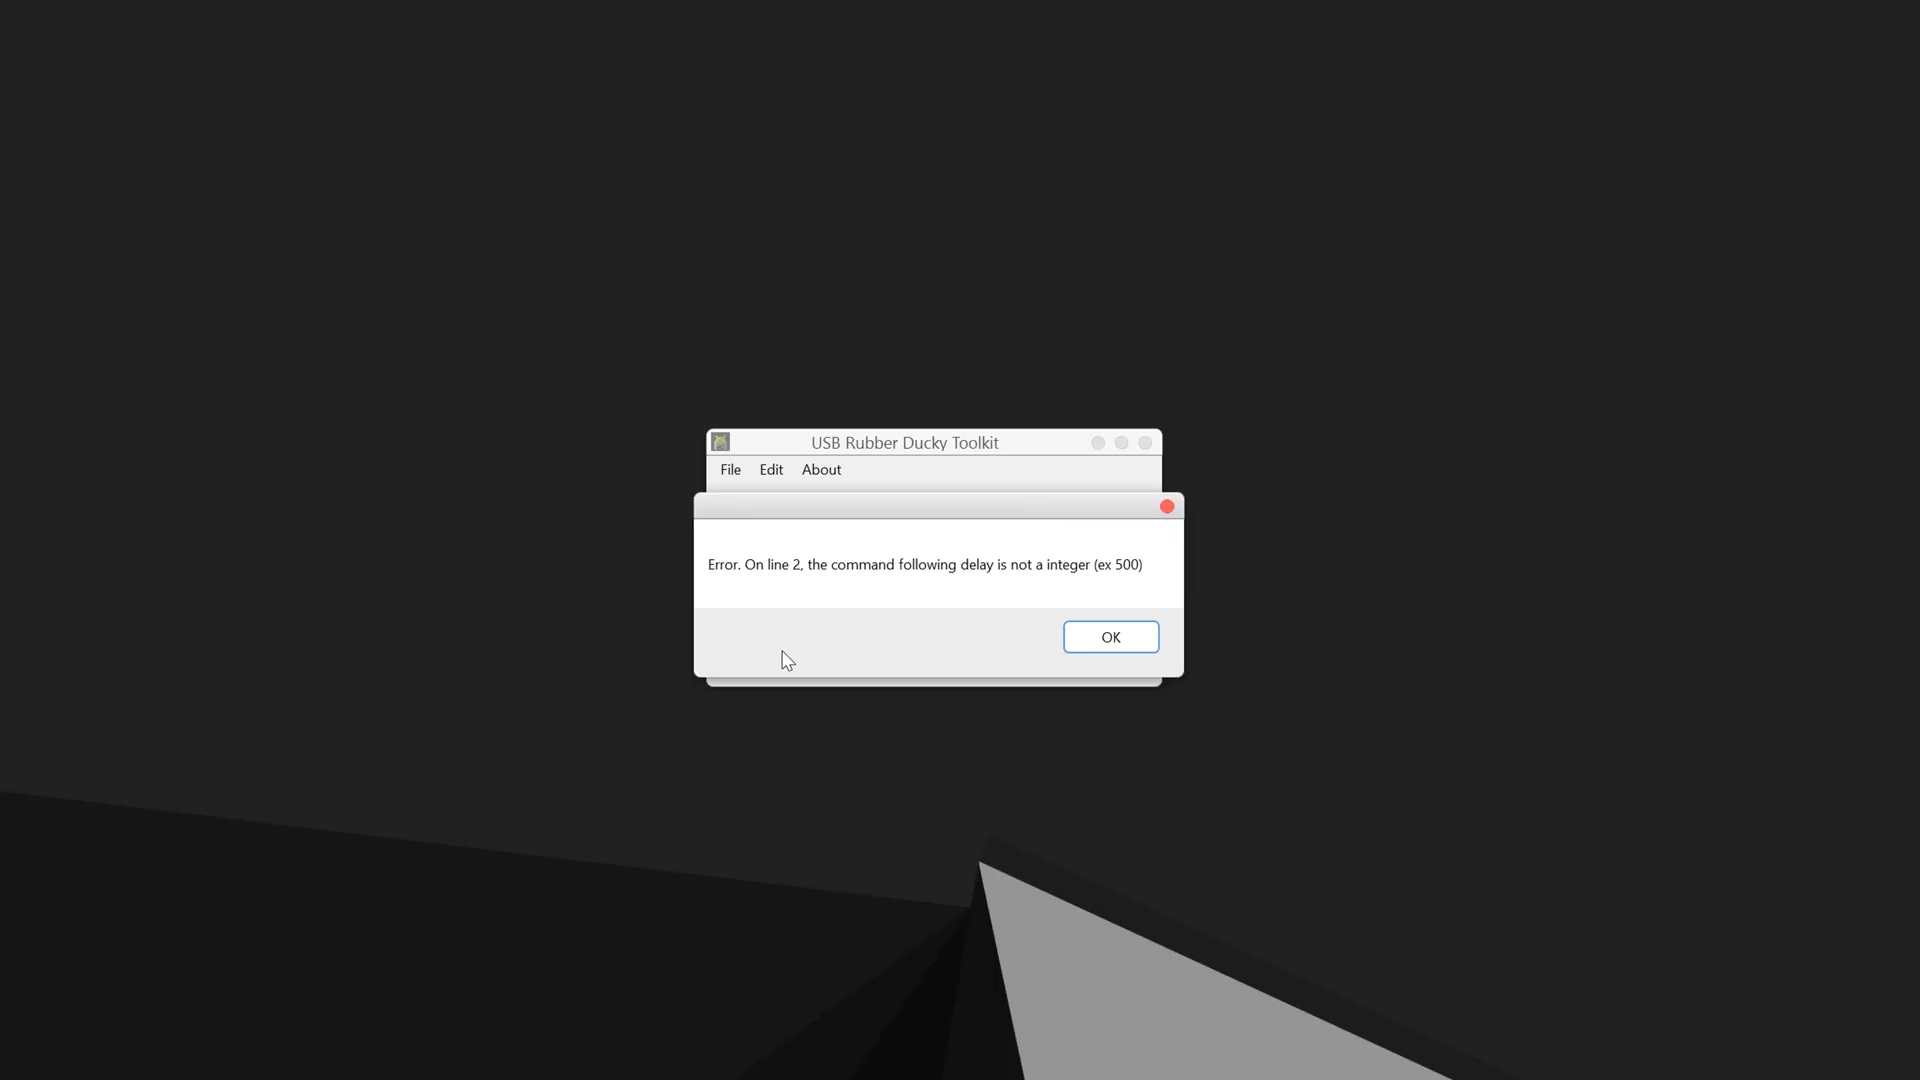 USB Rubber Ducky Toolkit
File Edit About
Error. On line 2, the command following delay is not a integer (ex 500)
OK